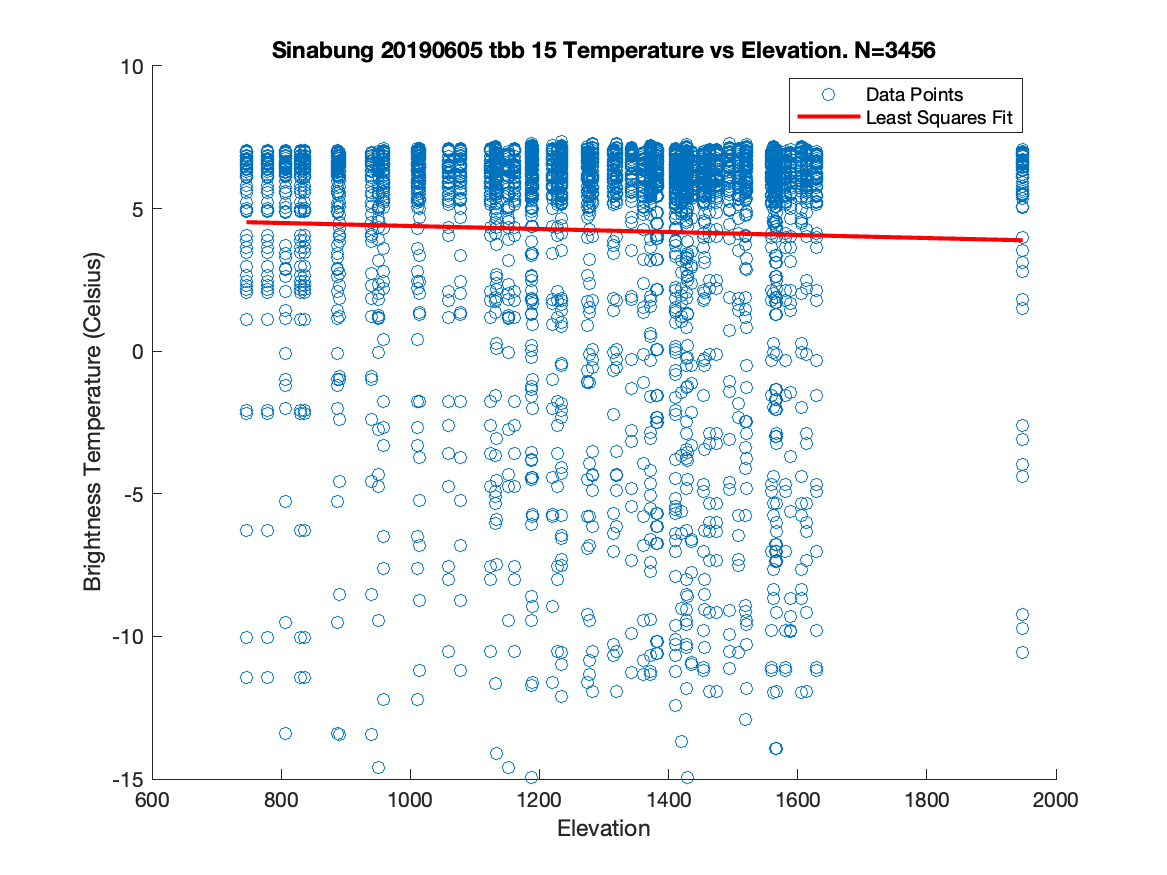 Sinabung 20190605 tbb 15 Temperature vs Elevation. N=3456
Data Points
Least Squares Fit
10
5
0
-5
-10
-15
Brightness Temperature (Celsius)
600
800
1000
1200
1400
1600
1800
2000
Elevation